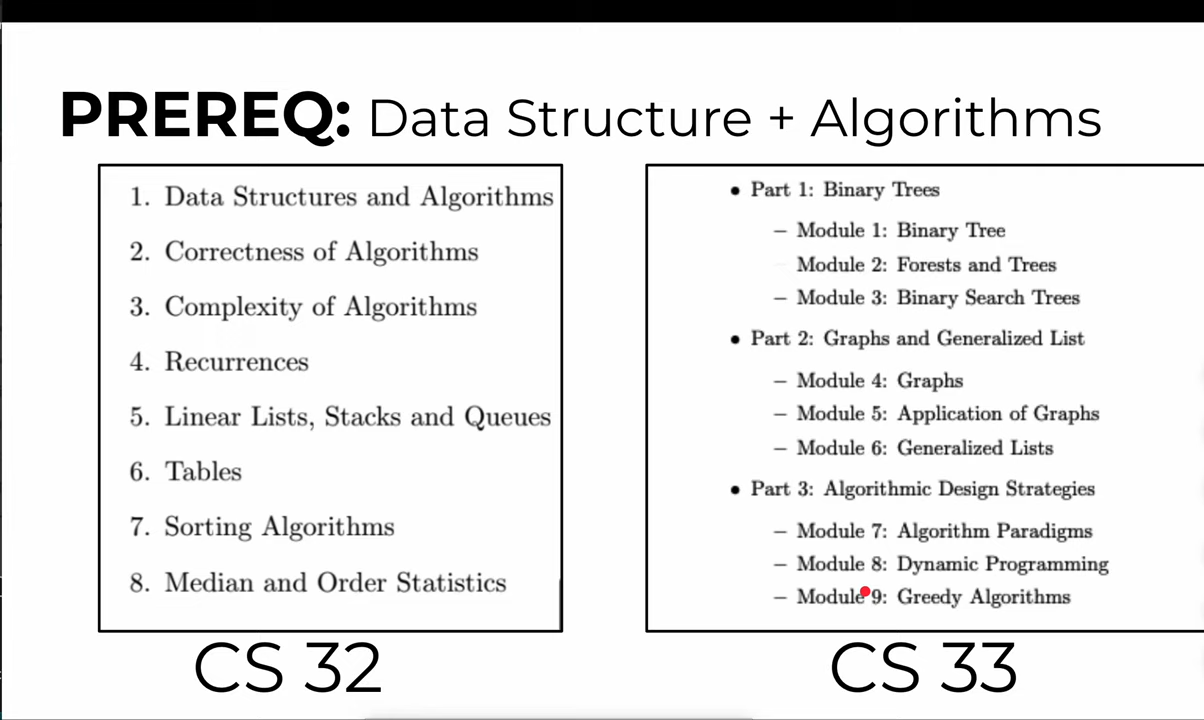 PREREQ: Data Structure + Algorithms
1. Data Structures and Algorithms
2. Correctness of Algorithms
3. Complexity of Algorithms
4. Recurrences
5. Linear Lists, Stacks and Queues
6. Tables
7. Sorting Algorithms
8. Median and Order Statistics
CS 32
• Part 1: Binary Trees
– Module 1: Binary Tree
Module 2: Forests and Trees
– Module 3: Binary Search Trees
• Part 2: Graphs and Generalized List
– Module 4: Graphs
– Module 5: Application of Graphs
– Module 6: Generalized Lists
• Part 3: Algorithmic Design Strategies
– Module 7: Algorithm Paradigms
– Module 8: Dynamic Programming
– Module 9: Greedy Algorithms
CS 33